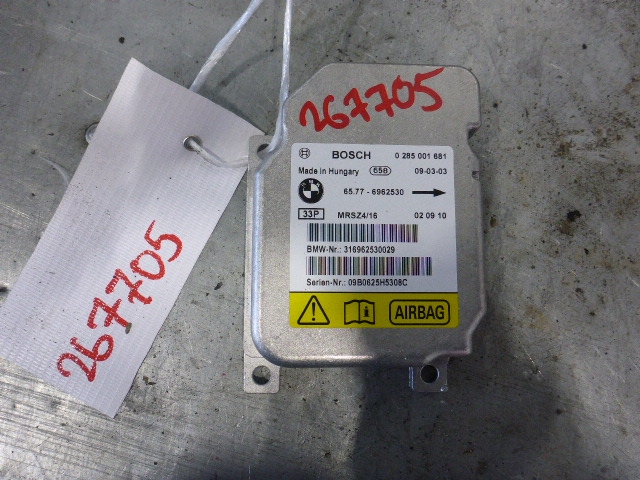 267705
BOSCH 0 285 001 681
Made in Hungary 658 09-03-03
65.77 - 6962530
33P MRSZ4/16 02 09 10
BMW-Nr.: 316962530029
Serien-Nr.: 09B0625H5308C
AIRBAG
267705